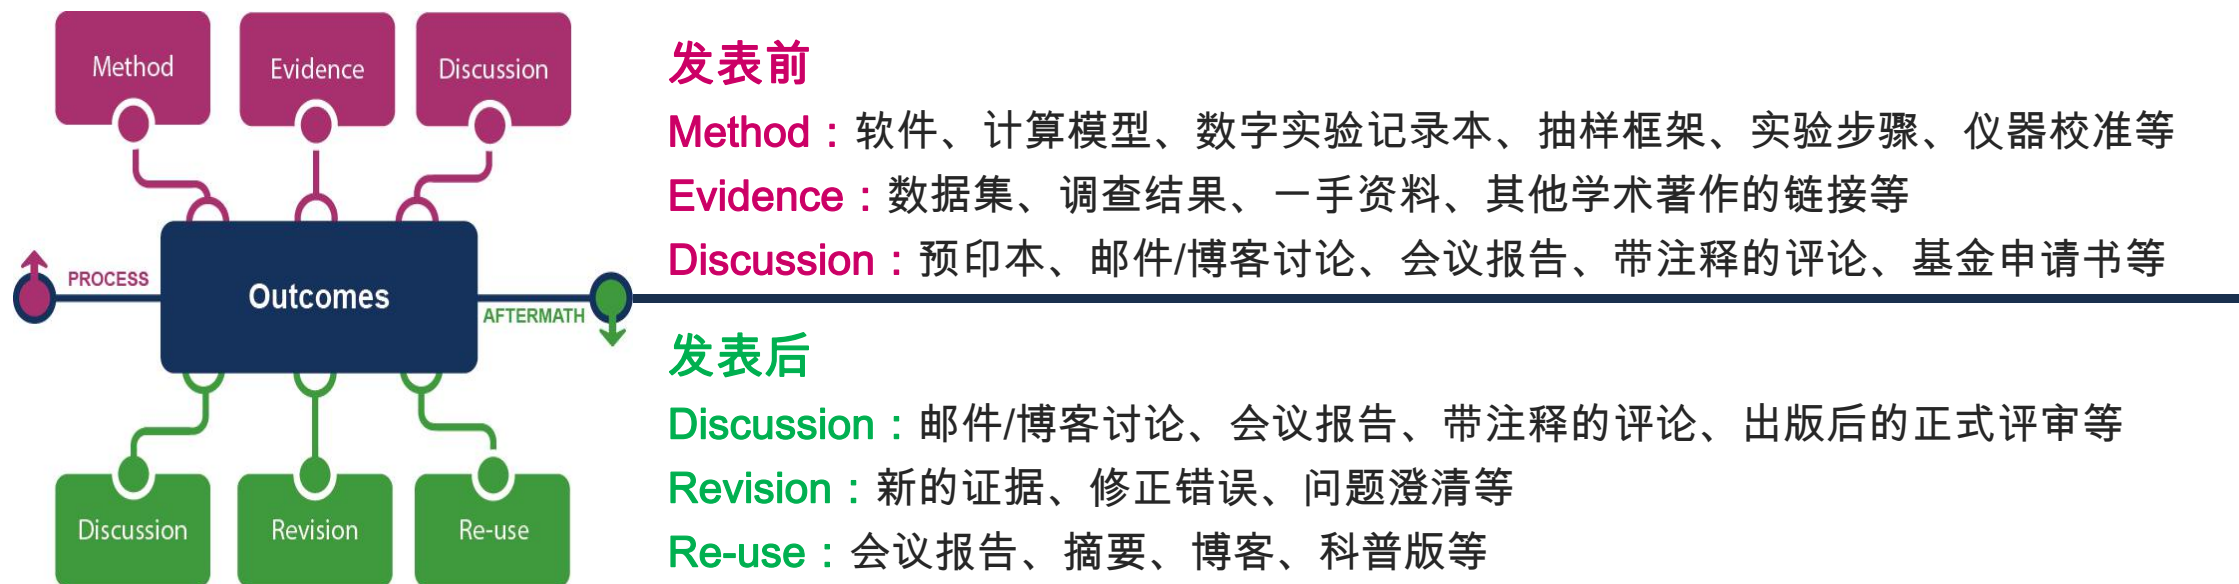 Method
Evidence
Discussion
PROCESS
Outcomes
AFTERMATH
Discussion
Revision
Re-use
发表前
Method：软件、计算模型、数字实验记录本、抽样框架、实验步骤、仪器校准等
Evidence：数据集、调查结果、一手资料、其他学术著作的链接等
Discussion：预印本、邮件/博客讨论、会议报告、带注释的评论、基金申请书等
发表后
Discussion：邮件/博客讨论、会议报告、带注释的评论、出版后的正式评审等
Revision：新的证据、修正错误、问题澄清等
Re-use：会议报告、摘要、博客、科普版等